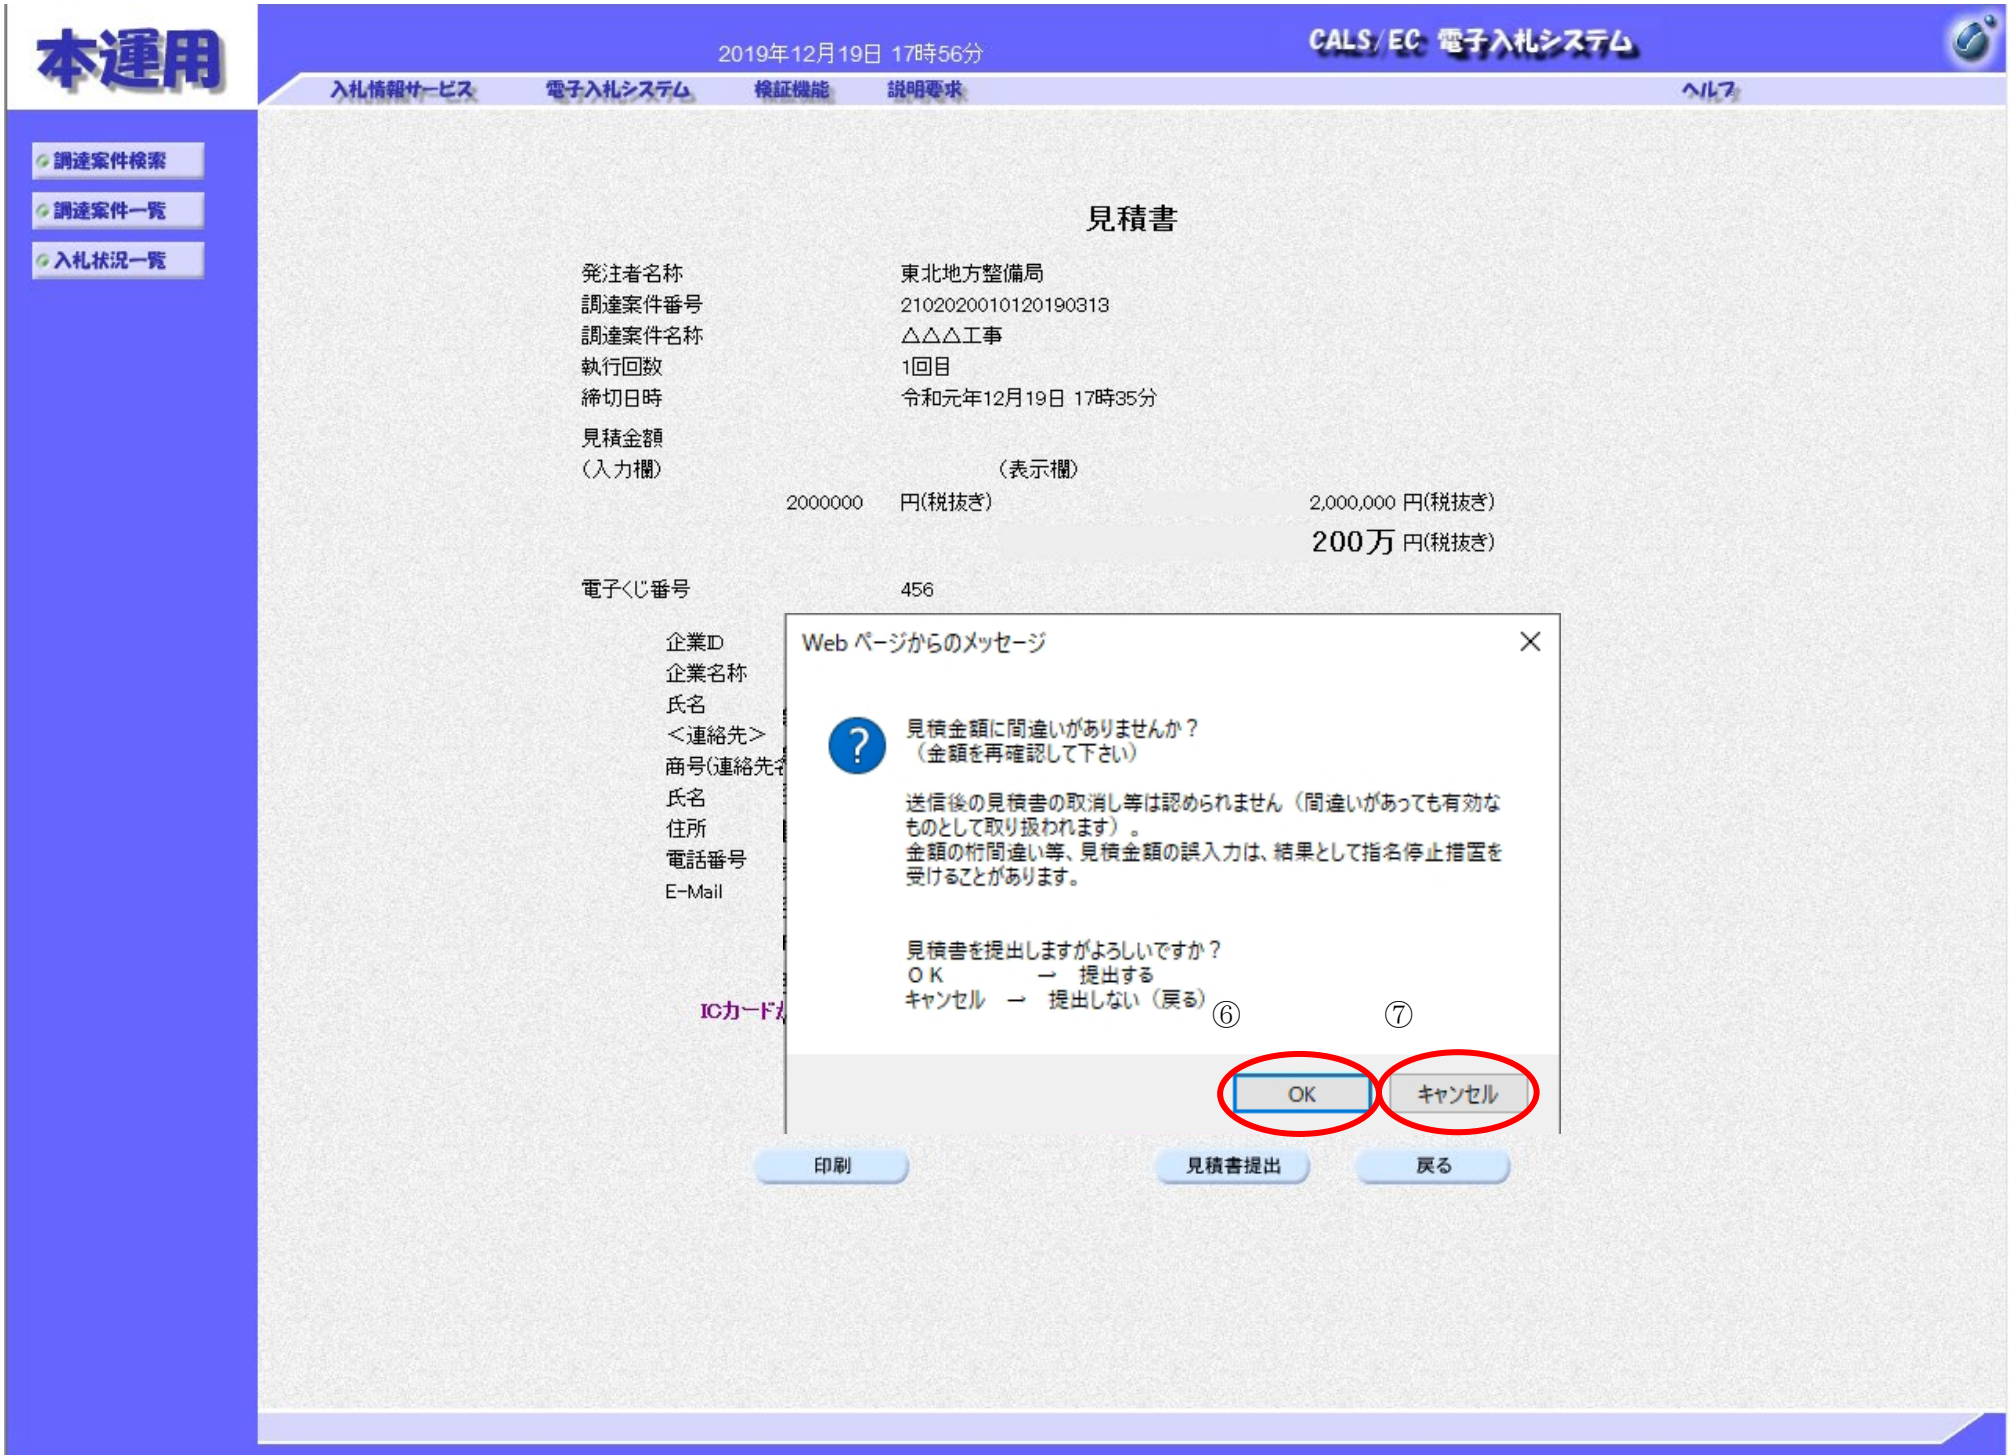 本運用
2019年12月19日 17時56分
CALS/EC 電子入札システム
入札情報サービス
電子入札システム
検証機能
説明要求
ヘルプ
調達案件検索
調達案件一覧
入札状況一覧
見積書
発注者名称 東北地方整備局
調達案件番号 2102020010120190313
調達案件名称 △△△工事
執行回数 1回目
締切日時 令和元年12月19日 17時35分
見積金額
(入力欄) (表示欄)
2000000 円(税抜き) 2,000,000 円(税抜き)
200万 円(税抜き)
電子くじ番号 456
企業ID
企業名称
氏名
<連絡先>
商号(連絡先
氏名
住所
電話番号
E-Mail
ICカード
Web ページからのメッセージ
見積金額に間違いがありませんか？
（金額を再確認して下さい）
送信後の見積書の取消し等は認められません（間違いがあっても有効な
ものとして取り扱われます）。
金額の桁間違い等、見積金額の誤入力は、結果として指名停止措置を
受けることがあります。
見積書を提出しますがよろしいですか？
ＯＫ → 提出する
キャンセル → 提出しない（戻る）
⑥ ⑦
OK キャンセル
印刷 見積書提出 戻る